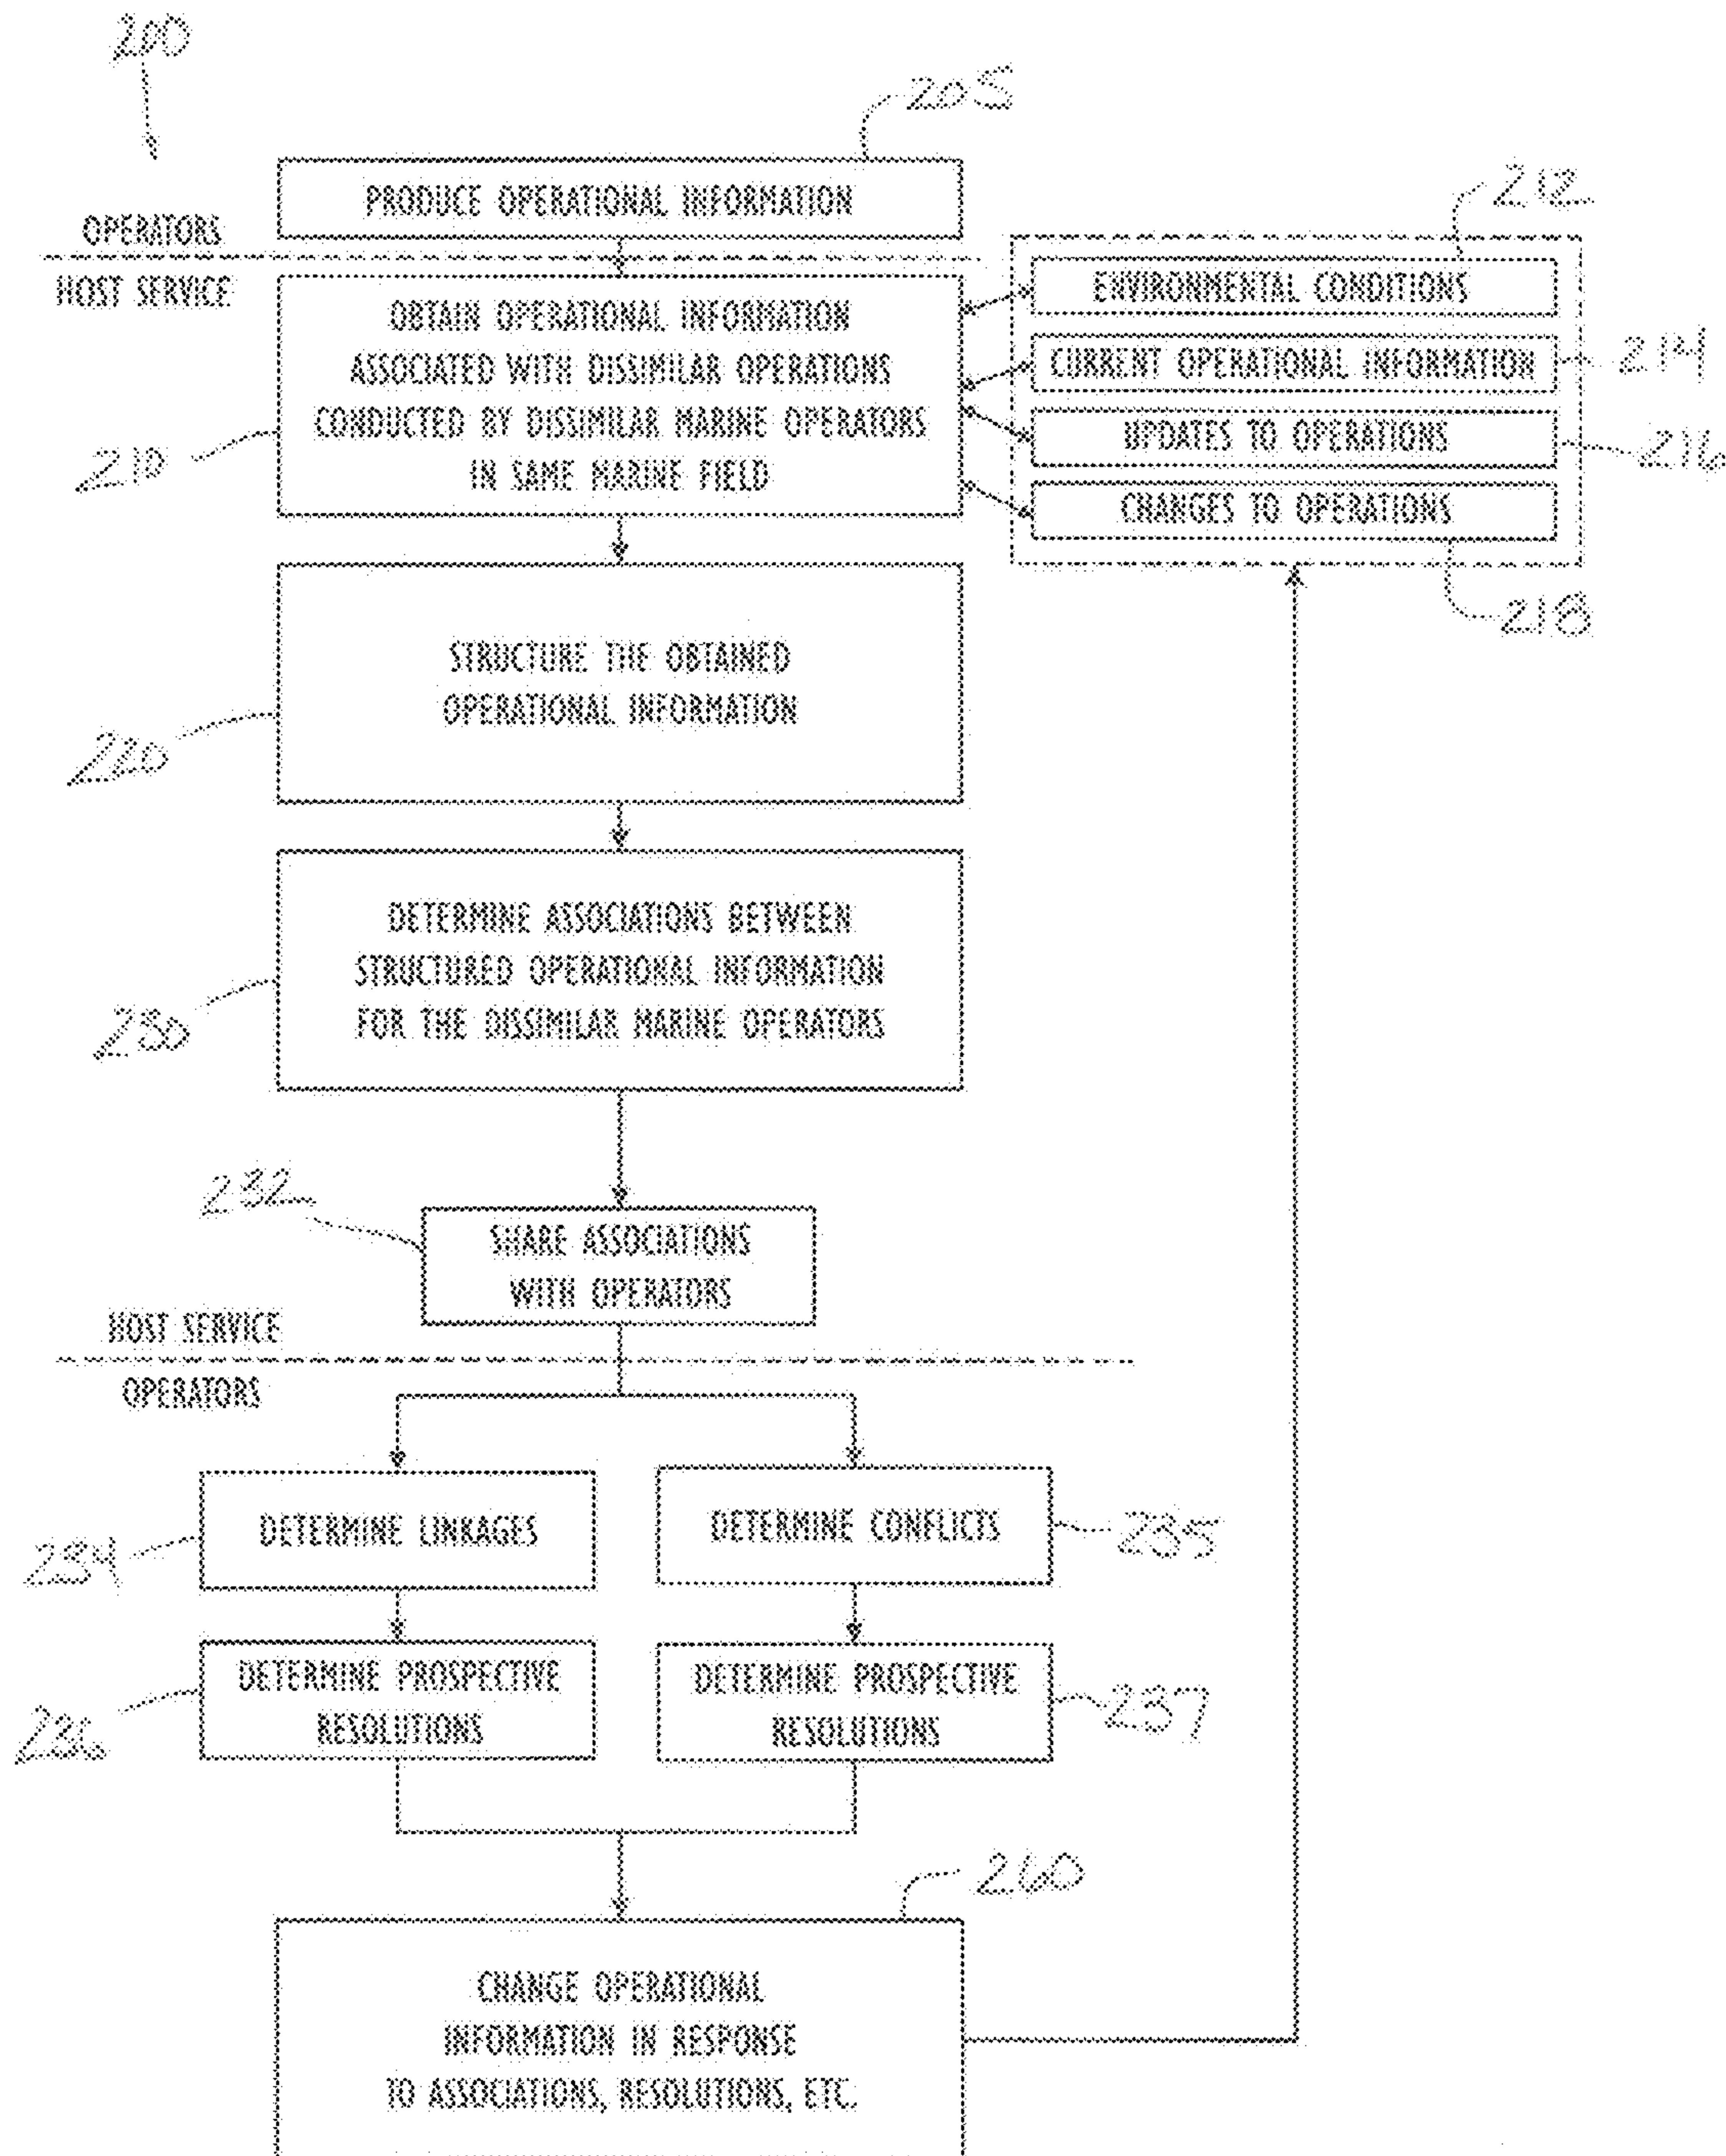 200
205
PRODUCE OPERATIONAL INFORMATION
OPERATORS
HOST SERVICE
212
ENVIRONMENTAL CONDITIONS
OBTAIN OPERATIONAL INFORMATION
ASSOCIATED WITH DISSIMILAR OPERATIONS
CONDUCTED BY DISSIMILAR MARINE OPERATORS
IN SAME MARINE FIELD
210
CURRENT OPERATIONAL INFORMATION
214
UPDATES TO OPERATIONS
216
CHANGES TO OPERATIONS
218
STRUCTURE THE OBTAINED
OPERATIONAL INFORMATION
220
DETERMINE ASSOCIATIONS BETWEEN
STRUCTURED OPERATIONAL INFORMATION
FOR THE DISSIMILAR MARINE OPERATORS
230
232
SHARE ASSOCIATIONS
WITH OPERATORS
HOST SERVICE
OPERATORS
DETERMINE LINKAGES
234
DETERMINE CONFLICTS
235
DETERMINE PROSPECTIVE
RESOLUTIONS
236
DETERMINE PROSPECTIVE
RESOLUTIONS
237
260
CHANGE OPERATIONAL
INFORMATION IN RESPONSE
TO ASSOCIATIONS, RESOLUTIONS, ETC.